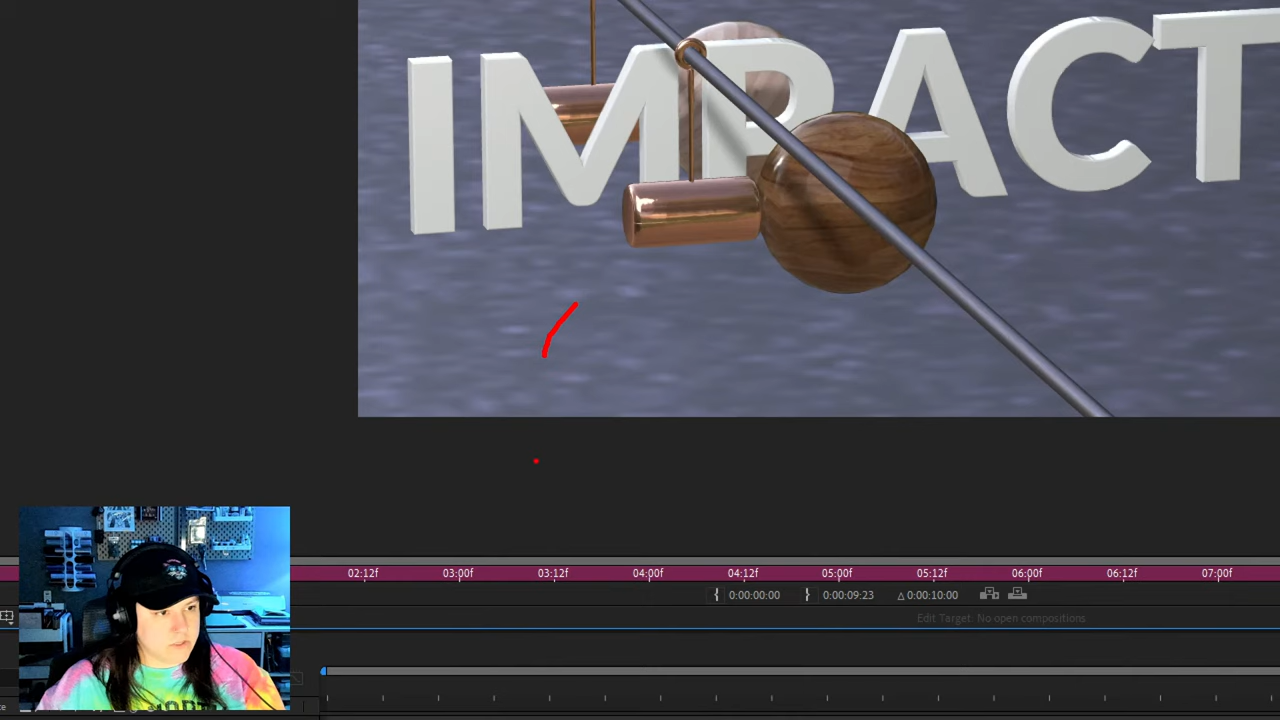 IMPACT
02:12f 03:00f 03:12f 04:00f 04:12f 05:00f 05:12f 06:00f 06:12f 07:00f
{ 0:00:00:00 } 0:00:09:23 △ 0:00:10:00
Edit Target: No open compositions